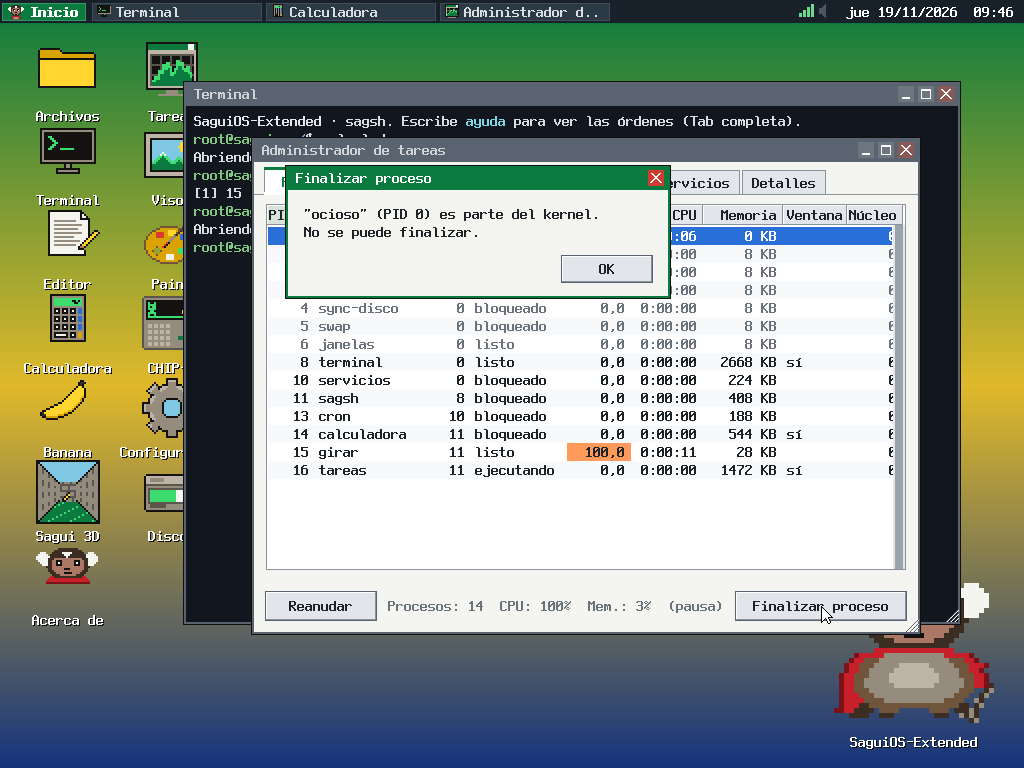 Inicio
Terminal
Calculadora
Administrador d..
jue 19/11/2026 09:46
Archivos
Terminal
Editor
Calculadora
Banana
Configur
Sagui 3D
Acerca de
Terminal
SaguiOS-Extended · sagsh. Escribe ayuda para ver las órdenes (Tab completa).
[1] 15
Administrador de tareas
Detalles
Finalizar proceso
"ocioso" (PID 0) es parte del kernel.
No se puede finalizar.
OK
CPU Memoria Ventana Núcleo
0 KB
:00 8 KB
:00 8 KB
:00 8 KB
4 sync-disco 0 bloqueado 0,0 0:00:00 8 KB
5 swap 0 bloqueado 0,0 0:00:00 8 KB
6 janelas 0 listo 0,0 0:00:00 8 KB
8 terminal 0 listo 0,0 0:00:00 2668 KB sí
10 servicios 0 bloqueado 0,0 0:00:00 224 KB
11 sagsh 8 bloqueado 0,0 0:00:00 408 KB
13 cron 10 bloqueado 0,0 0:00:00 188 KB
14 calculadora 11 bloqueado 0,0 0:00:00 544 KB sí
15 girar 11 listo 100,0 0:00:11 28 KB
16 tareas 11 ejecutando 0,0 0:00:00 1472 KB sí
Reanudar
Procesos: 14 CPU: 100% Mem.: 3% (pausa)
Finalizar proceso
SaguiOS-Extended